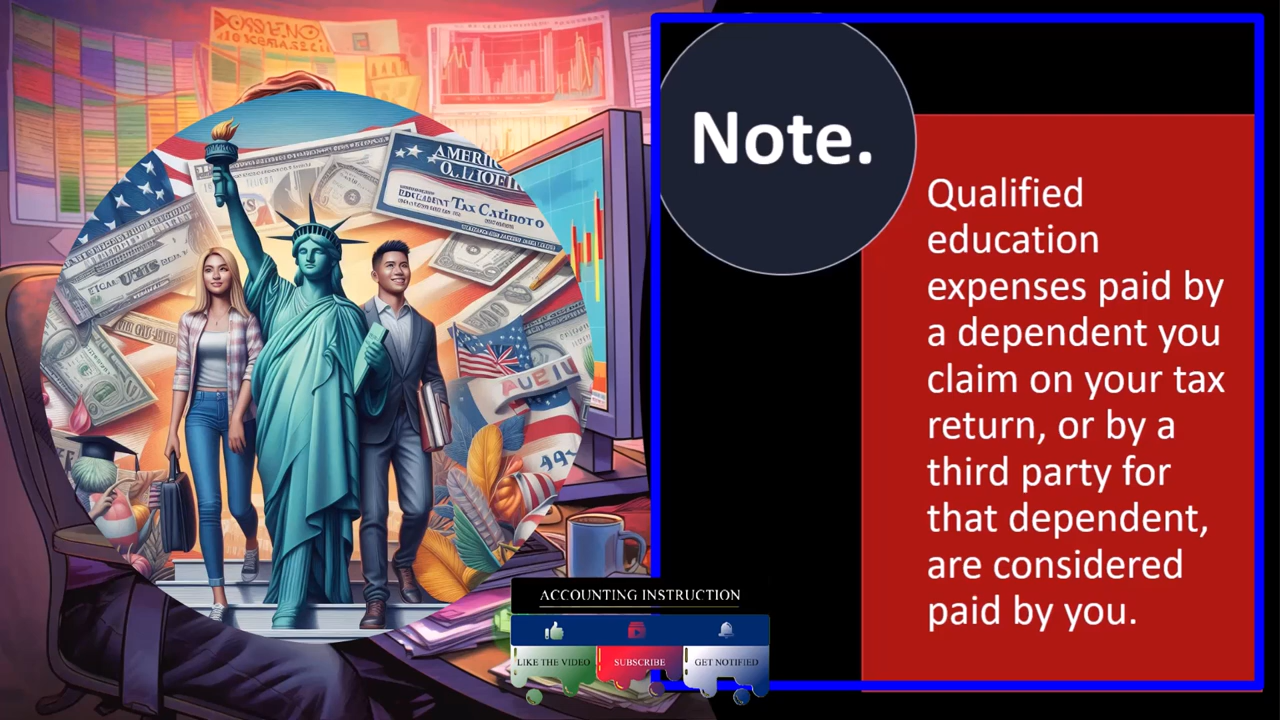 Note.
Qualified
education
expenses paid by
a dependent you
claim on your tax
return, or by a
third party for
that dependent,
are considered
paid by you.
ACCOUNTING INSTRUCTION
LIKE THE VIDEO
SUBSCRIBE
GET NOTIFIED